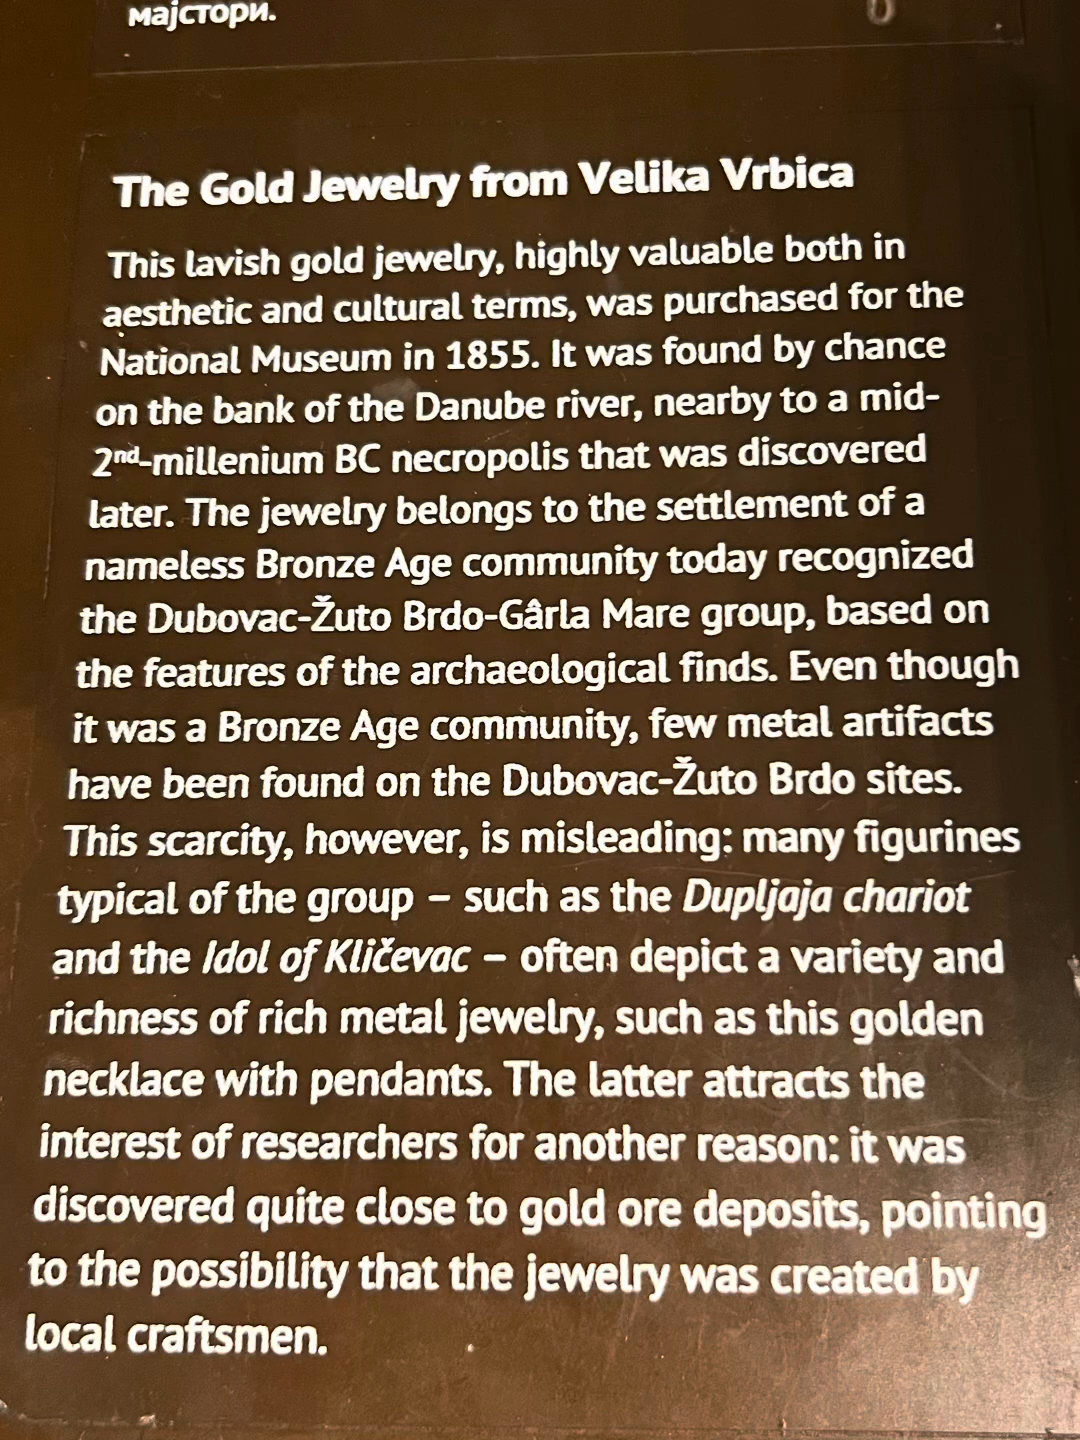 мајстори.
The Gold Jewelry from Velika Vrbica
This lavish gold jewelry, highly valuable both in
aesthetic and cultural terms, was purchased for the
National Museum in 1855. It was found by chance
on the bank of the Danube river, nearby to a mid-
2nd-millenium BC necropolis that was discovered
later. The jewelry belongs to the settlement of a
nameless Bronze Age community today recognized
the Dubovac-Žuto Brdo-Gârla Mare group, based on
the features of the archaeological finds. Even though
it was a Bronze Age community, few metal artifacts
have been found on the Dubovac-Žuto Brdo sites.
This scarcity, however, is misleading: many figurines
typical of the group – such as the Dupljaja chariot
and the Idol of Kličevac – often depict a variety and
richness of rich metal jewelry, such as this golden
necklace with pendants. The latter attracts the
interest of researchers for another reason: it was
discovered quite close to gold ore deposits, pointing
to the possibility that the jewelry was created by
local craftsmen.